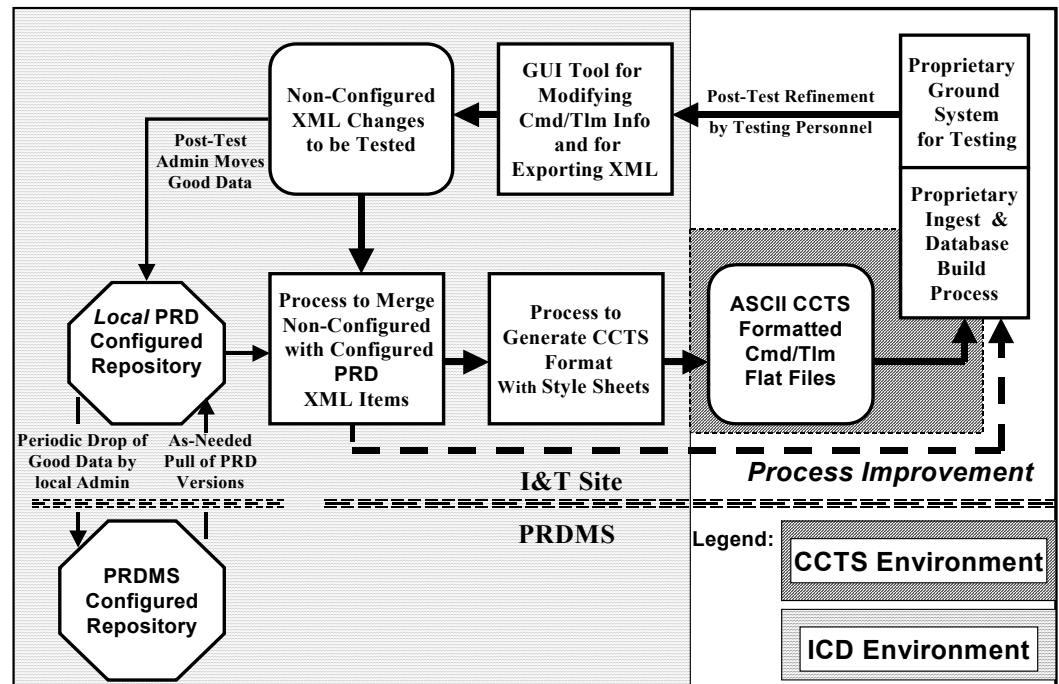 Non-Configured
XML Changes
to be Tested
GUI Tool for
Modifying
Cmd/Tlm Info
and for
Exporting XML
Post-Test Refinement
by Testing Personnel
Proprietary
Ground
System
for Testing
Post-Test
Admin Moves
Good Data
Proprietary
Ingest &
Database
Build
Process
Local PRD
Configured
Repository
Process to Merge
Non-Configured
with Configured
PRD
XML Items
Process to
Generate CCTS
Format
With Style Sheets
ASCII CCTS
Formatted
Cmd/Tlm
Flat Files
Periodic Drop of
Good Data by
local Admin
As-Needed
Pull of PRD
Versions
I&T Site
Process Improvement
PRDMS
PRDMS
Configured
Repository
Legend:
CCTS Environment
ICD Environment